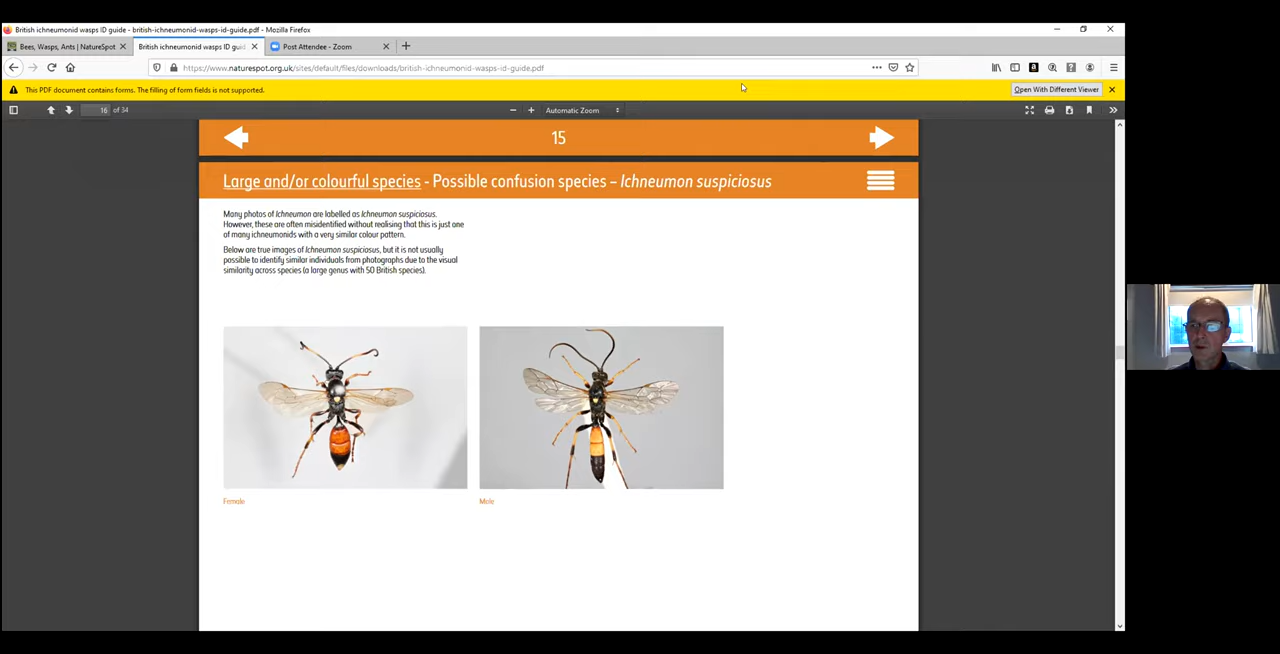 British ichneumonid wasps ID guide - british-ichneumonid-wasps-id-guide.pdf - Mozilla Firefox
Bees, Wasps, Ants | NatureSpot
British ichneumonid wasps ID guid
Post Attendee - Zoom
https://www.naturespot.org.uk/sites/default/files/downloads/british-ichneumonid-wasps-id-guide.pdf
This PDF document contains forms. The filling of form fields is not supported.
Open With Different Viewer
16 of 34
Automatic Zoom
15
Large and/or colourful species - Possible confusion species – Ichneumon suspiciosus
Many photos of Ichneumon are labelled as Ichneumon suspiciosus.
However, these are often misidentified without realising that this is just one
of many ichneumonids with a very similar colour pattern.
Below are true images of Ichneumon suspiciosus, but it is not usually
possible to identify similar individuals from photographs due to the visual
similarity across species (a large genus with 50 British species).
Female
Male